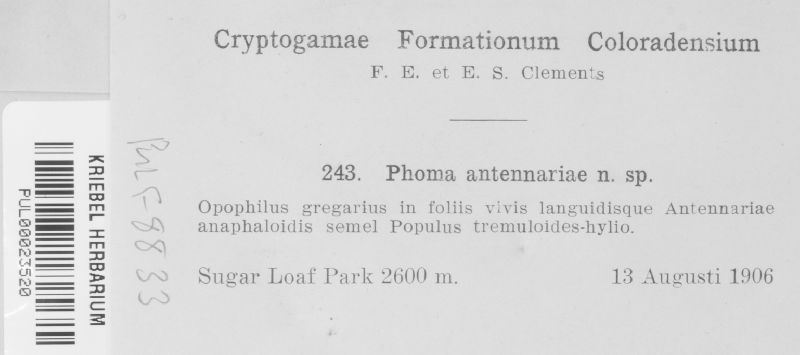 Cryptogamae Formationum Coloradensium
F. E. et E. S. Clements
243. Phoma antennariae n. sp.
Opophilus gregarius in foliis vivis languidisque Antennariae
anaphaloidis semel Populus tremuloides-hylio.
Sugar Loaf Park 2600 m.
13 Augusti 1906
KRIEBEL HERBARIUM
PUL00023520
PUL F-8833